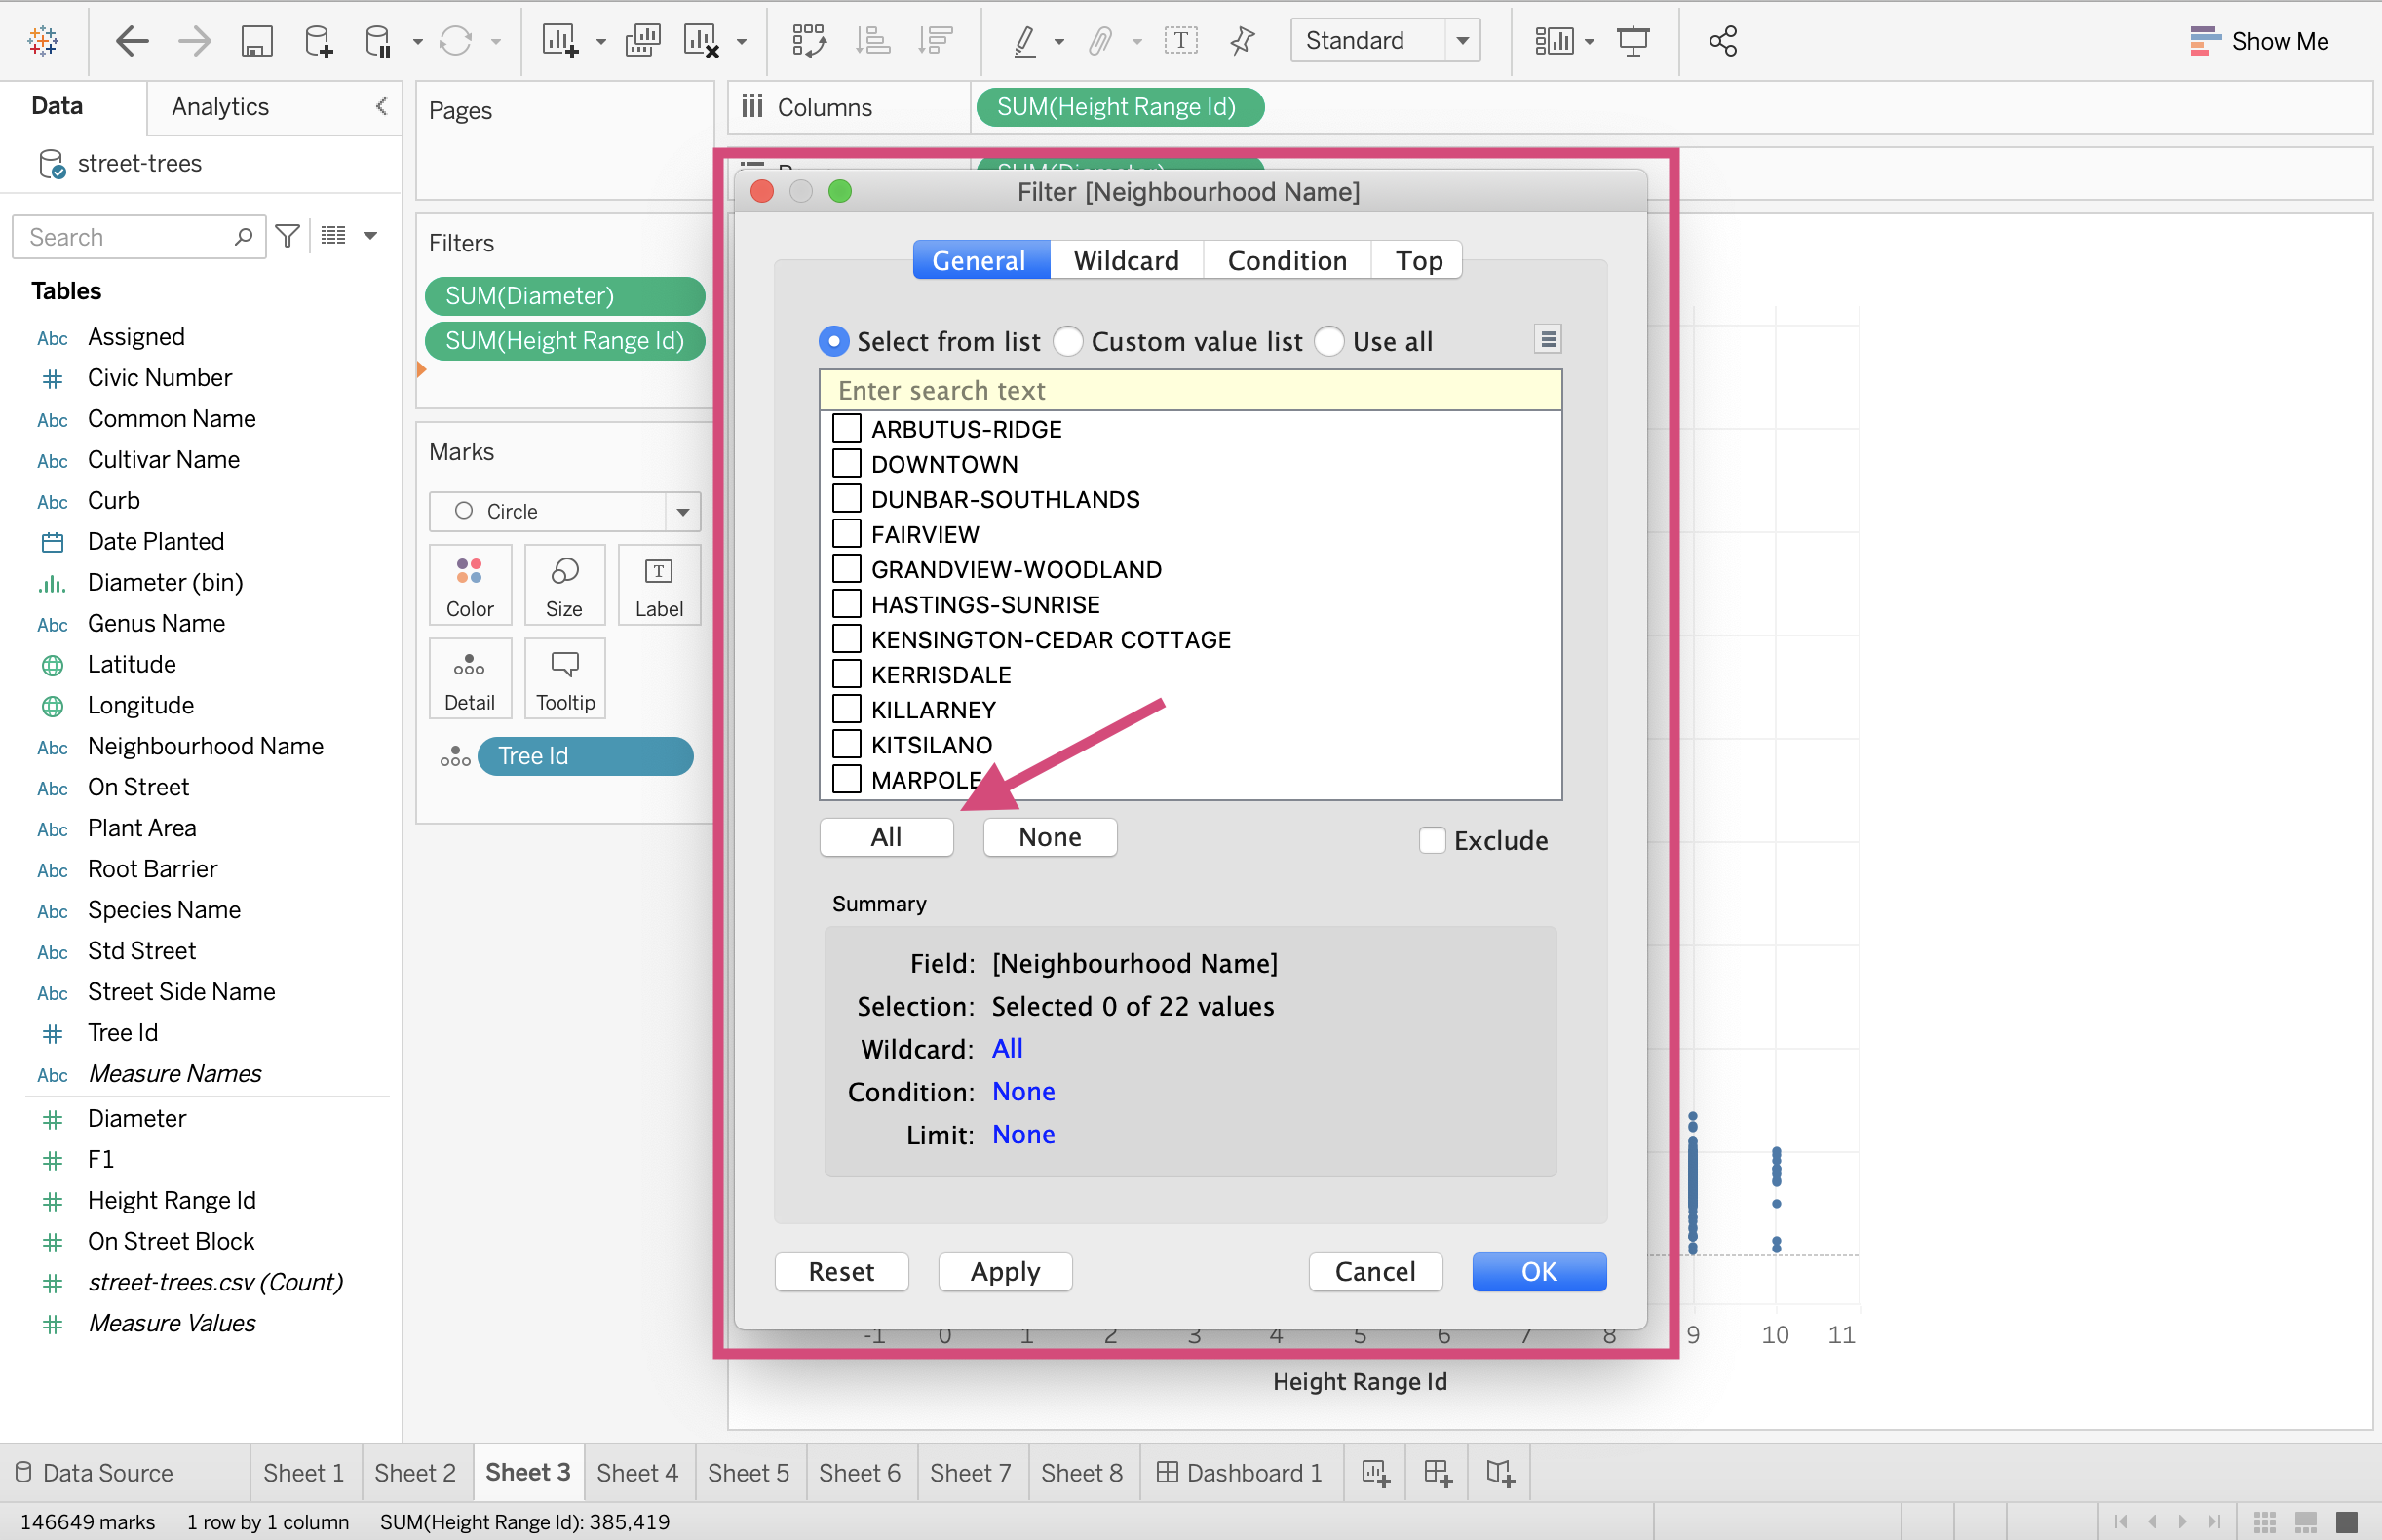 Standard
Show Me
Data
Analytics
street-trees
Search
Tables
Abc Assigned
Civic Number
Abc Common Name
Abc Cultivar Name
Abc Curb
Date Planted
Diameter (bin)
Abc Genus Name
Latitude
Longitude
Abc Neighbourhood Name
Abc On Street
Abc Plant Area
Abc Root Barrier
Abc Species Name
Abc Std Street
Abc Street Side Name
Tree Id
Abc Measure Names
Diameter
F1
Height Range Id
On Street Block
street-trees.csv (Count)
Measure Values
Pages
Filters
SUM(Diameter)
SUM(Height Range Id)
Marks
Circle
Color Size Label
Detail Tooltip
Tree Id
Columns SUM(Height Range Id)
SUM(Diameter)
Filter [Neighbourhood Name]
General Wildcard Condition Top
Select from list Custom value list Use all
Enter search text
ARBUTUS-RIDGE
DOWNTOWN
DUNBAR-SOUTHLANDS
FAIRVIEW
GRANDVIEW-WOODLAND
HASTINGS-SUNRISE
KENSINGTON-CEDAR COTTAGE
KERRISDALE
KILLARNEY
KITSILANO
MARPOLE
All None Exclude
Summary
Field: [Neighbourhood Name]
Selection: Selected 0 of 22 values
Wildcard: All
Condition: None
Limit: None
Reset Apply Cancel OK
-1 0 1 2 3 4 5 6 7 8 9 10 11
Height Range Id
Data Source Sheet 1 Sheet 2 Sheet 3 Sheet 4 Sheet 5 Sheet 6 Sheet 7 Sheet 8 Dashboard 1
146649 marks 1 row by 1 column SUM(Height Range Id): 385,419